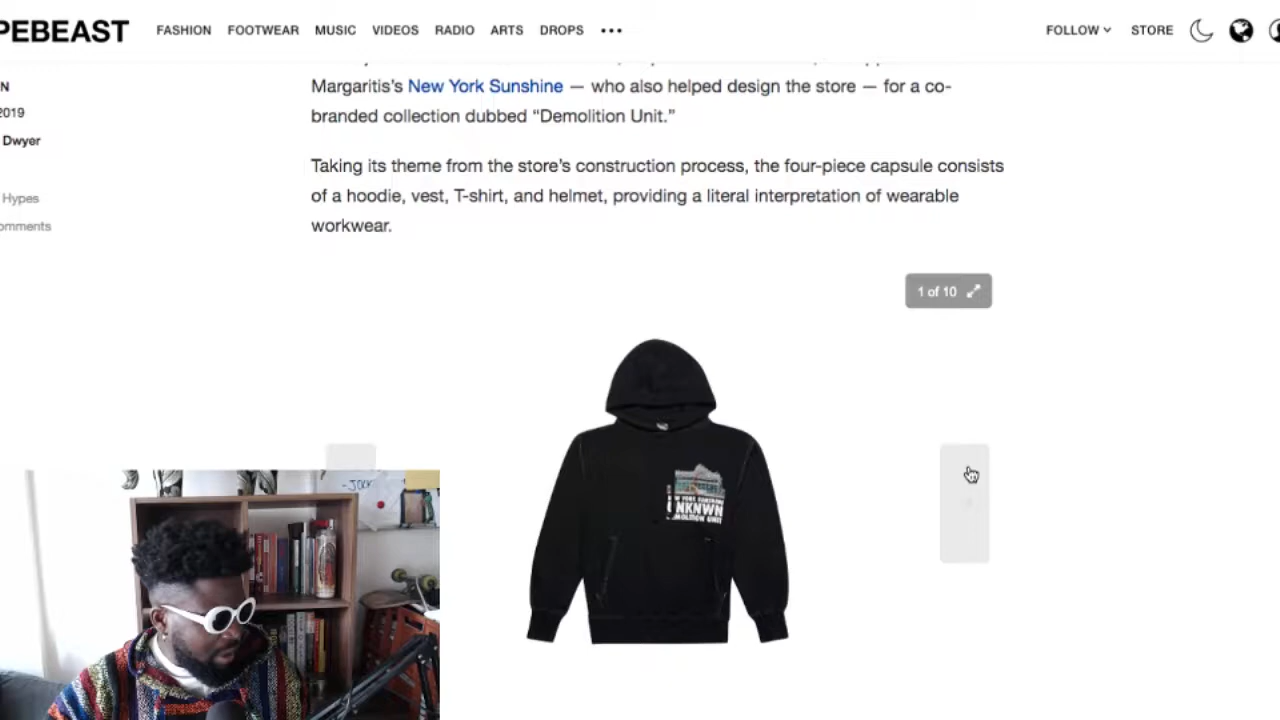 PEBEAST
FASHION FOOTWEAR MUSIC VIDEOS RADIO ARTS DROPS •••
FOLLOW STORE
N
2019
Dwyer
Hypes
omments
Margaritis’s New York Sunshine — who also helped design the store — for a co-
branded collection dubbed “Demolition Unit.”
Taking its theme from the store’s construction process, the four-piece capsule consists
of a hoodie, vest, T-shirt, and helmet, providing a literal interpretation of wearable
workwear.
1 of 10
NKNWN
-JOCK